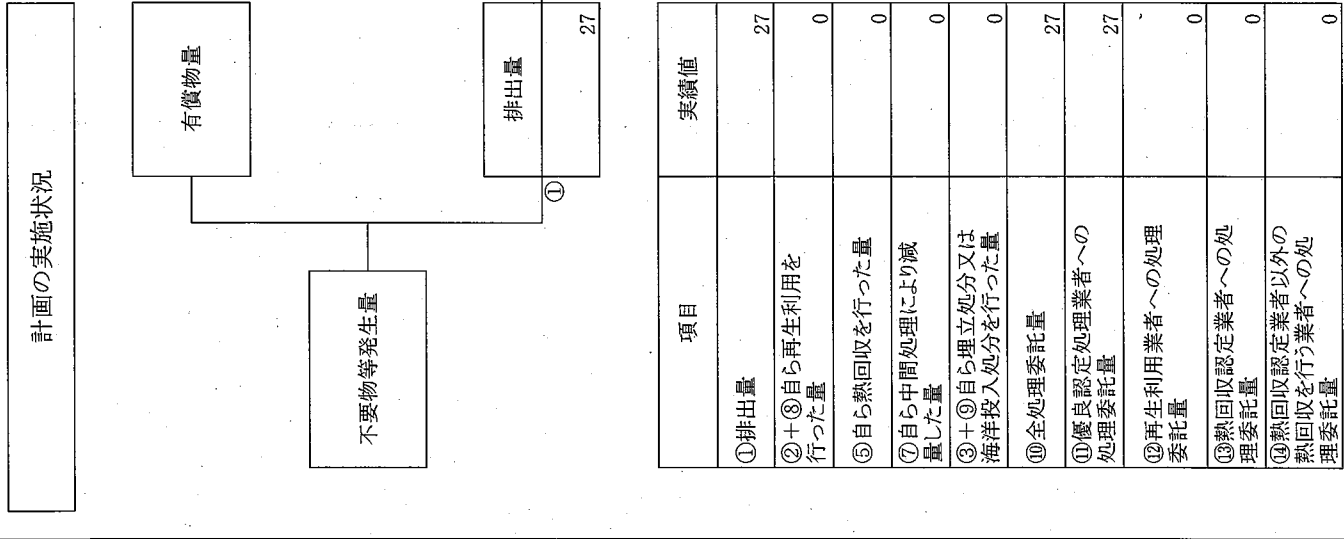 計画の実施状況
有償物量
不要物等発生量
①
排出量
27
項目
実績値
①排出量
27
②+⑧自ら再生利用を
行った量
0
⑤自ら熱回収を行った量
0
⑦自ら中間処理により減
量した量
0
③+⑨自ら埋立処分又は
海洋投入処分を行った量
0
⑩全処理委託量
27
⑪優良認定処理業者への
処理委託量
27
⑫再生利用業者への処理
委託量
0
⑬熱回収認定業者への処
理委託量
0
⑭熱回収認定業者以外の
熱回収を行う業者への処
理委託量
0